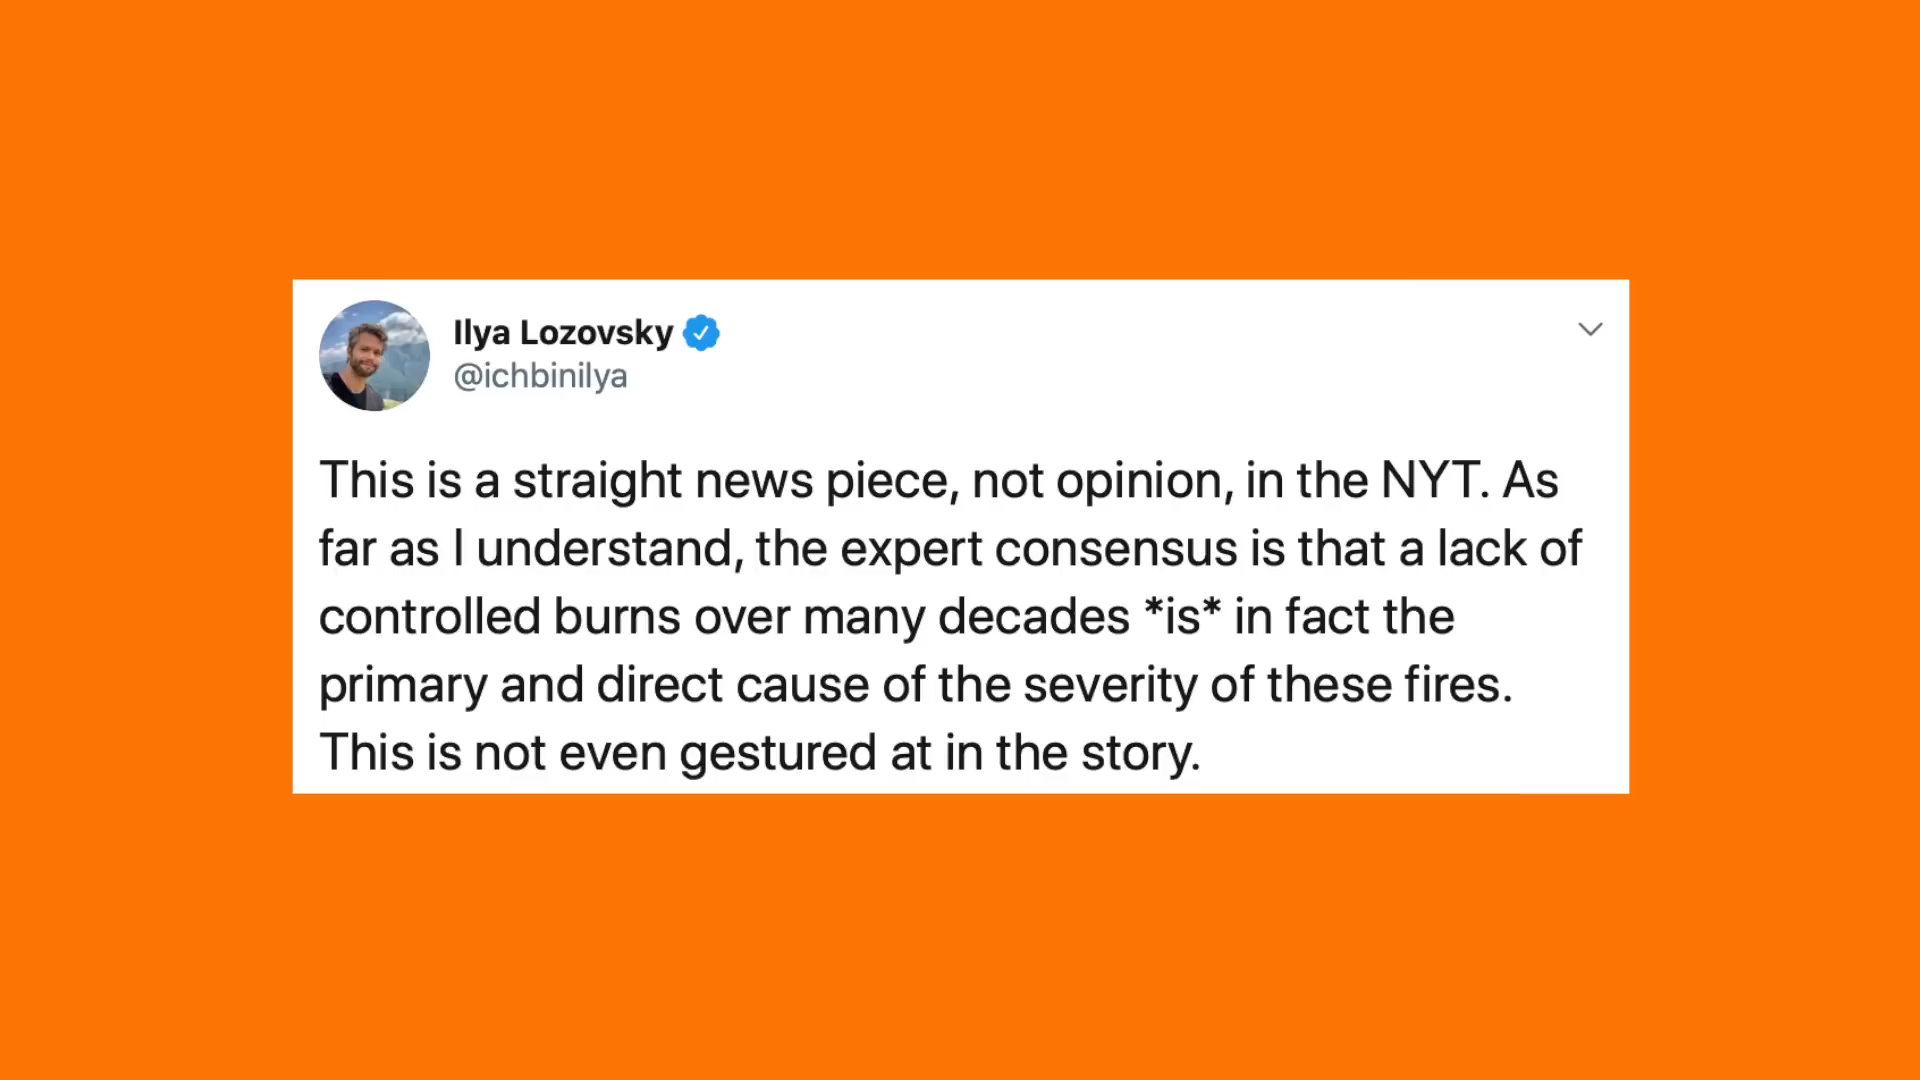 Ilya Lozovsky
@ichbinilya
This is a straight news piece, not opinion, in the NYT. As
far as I understand, the expert consensus is that a lack of
controlled burns over many decades *is* in fact the
primary and direct cause of the severity of these fires.
This is not even gestured at in the story.